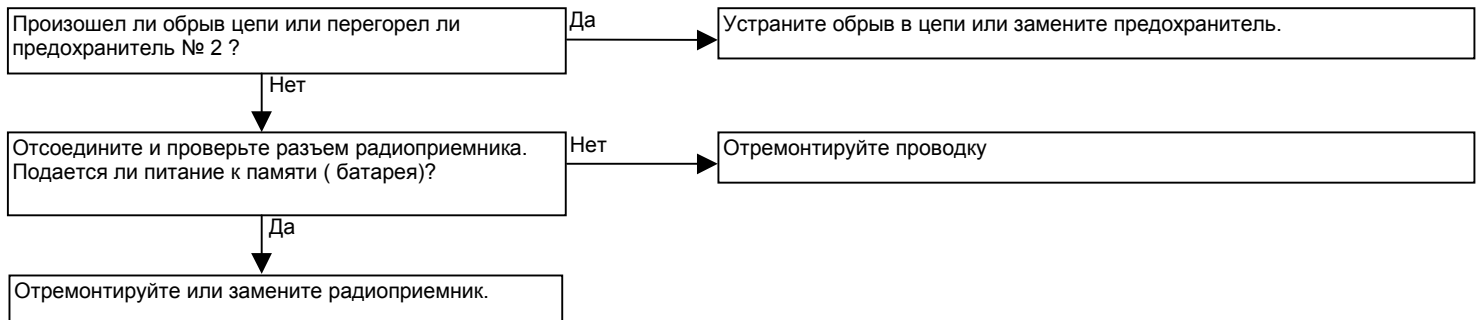 Произошел ли обрыв цепи или перегорел ли
предохранитель № 2 ?
Да
Устраните обрыв в цепи или замените предохранитель.
Нет
Отсоедините и проверьте разъем радиоприемника.
Подается ли питание к памяти ( батарея)?
Нет
Отремонтируйте проводку
Да
Отремонтируйте или замените радиоприемник.